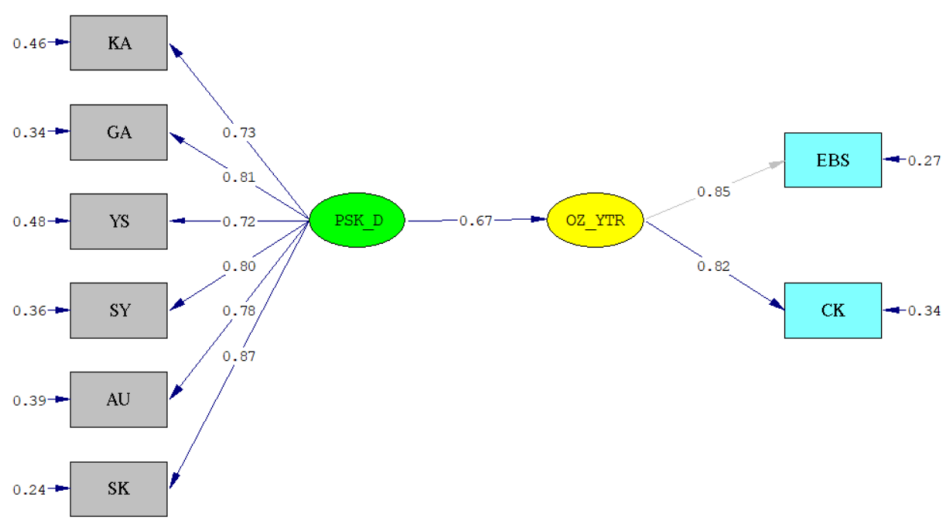 0.46 KA
0.73
0.34 GA
0.81
EBS 0.27
0.85
0.48 YS 0.72 PSK_D 0.67 OZ_YTR
0.80 0.82
0.36 SY 0.78 CK 0.34
0.87
0.39 AU
0.24 SK